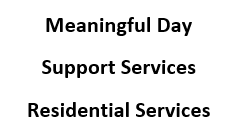 Meaningful Day
Support Services
Residential Services